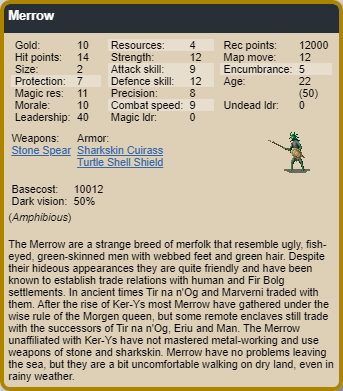 Merrow
Gold: 10 Resources: 4 Rec points: 12000
Hit points: 14 Strength: 12 Map move: 12
Size: 2 Attack skill: 9 Encumbrance: 5
Protection: 7 Defence skill: 12 Age: 22
Magic res: 11 Precision: 8 (50)
Morale: 10 Combat speed: 9 Undead ldr: 0
Leadership: 40 Magic ldr: 0
Weapons: Armor:
Stone Spear Sharkskin Cuirass
Turtle Shell Shield
Basecost: 10012
Dark vision: 50%
(Amphibious)
The Merrow are a strange breed of merfolk that resemble ugly, fish-
eyed, green-skinned men with webbed feet and green hair. Despite
their hideous appearances they are quite friendly and have been
known to establish trade relations with human and Fir Bolg
settlements. In ancient times Tir na n'Og and Marverni traded with
them. After the rise of Ker-Ys most Merrow have gathered under the
wise rule of the Morgen queen, but some remote enclaves still trade
with the successors of Tir na n'Og, Eriu and Man. The Merrow
unaffiliated with Ker-Ys have not mastered metal-working and use
weapons of stone and sharkskin. Merrow have no problems leaving
the sea, but they are a bit uncomfortable walking on dry land, even in
rainy weather.